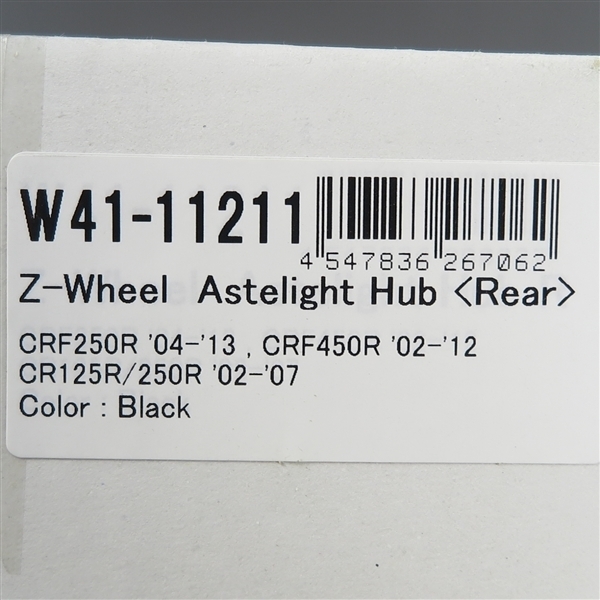 W41-11211
4 547836 267062
Z-Wheel Astelight Hub <Rear>
CRF250R '04-'13 , CRF450R '02-'12
CR125R/250R '02-'07
Color : Black